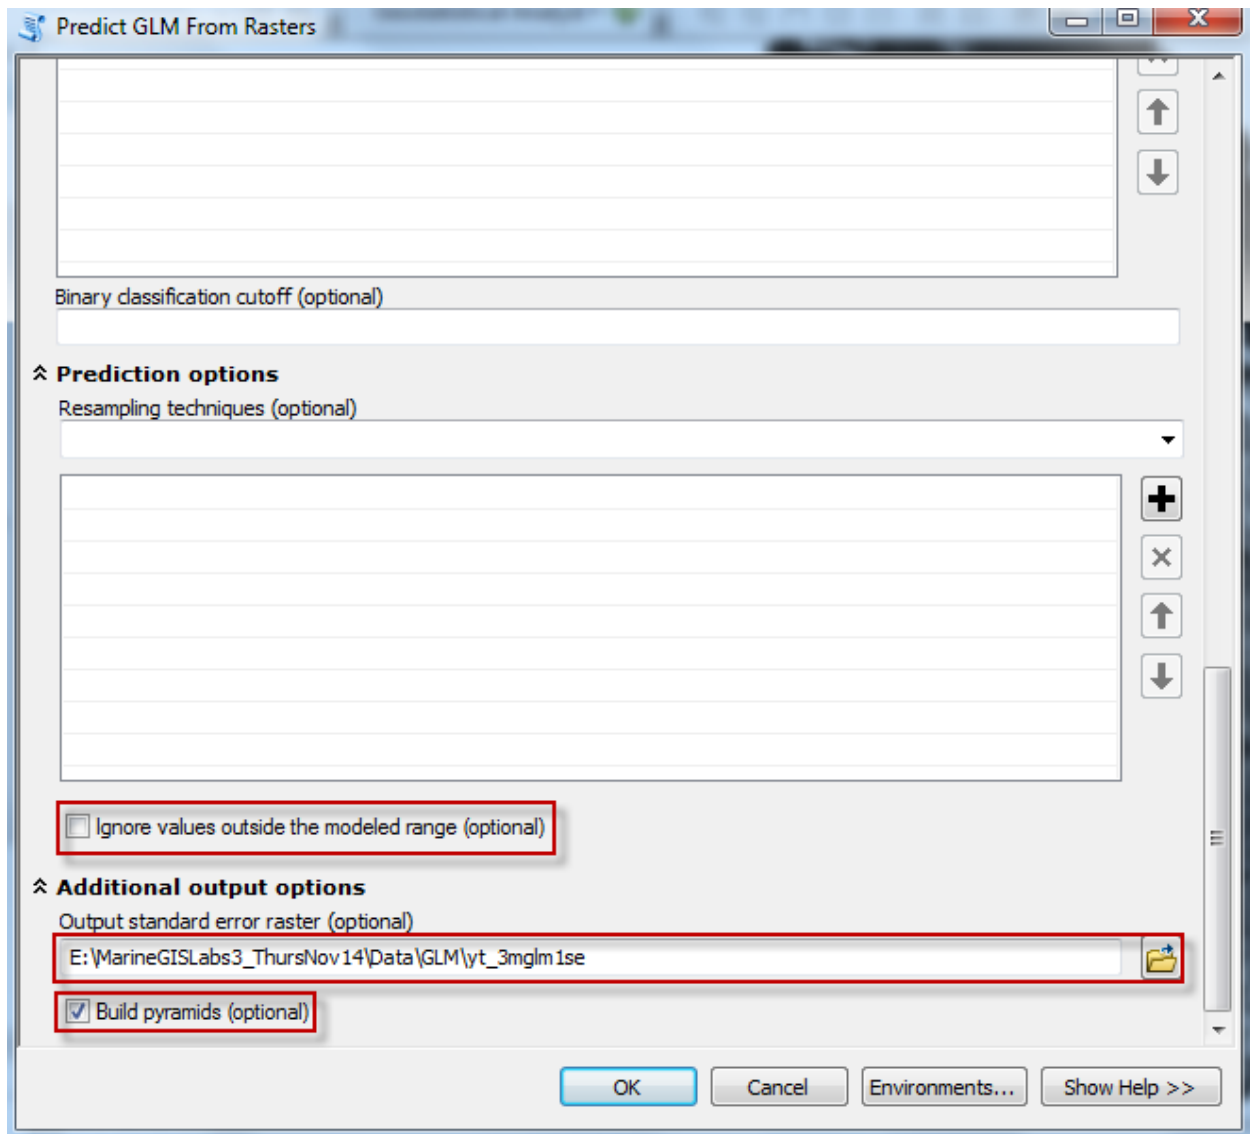 Predict GLM From Rasters
Binary classification cutoff (optional)
Prediction options
Resampling techniques (optional)
Ignore values outside the modeled range (optional)
Additional output options
Output standard error raster (optional)
E:\MarineGISLabs3_ThursNov14\Data\GLM\yt_3mglm1se
Build pyramids (optional)
OK Cancel Environments... Show Help >>